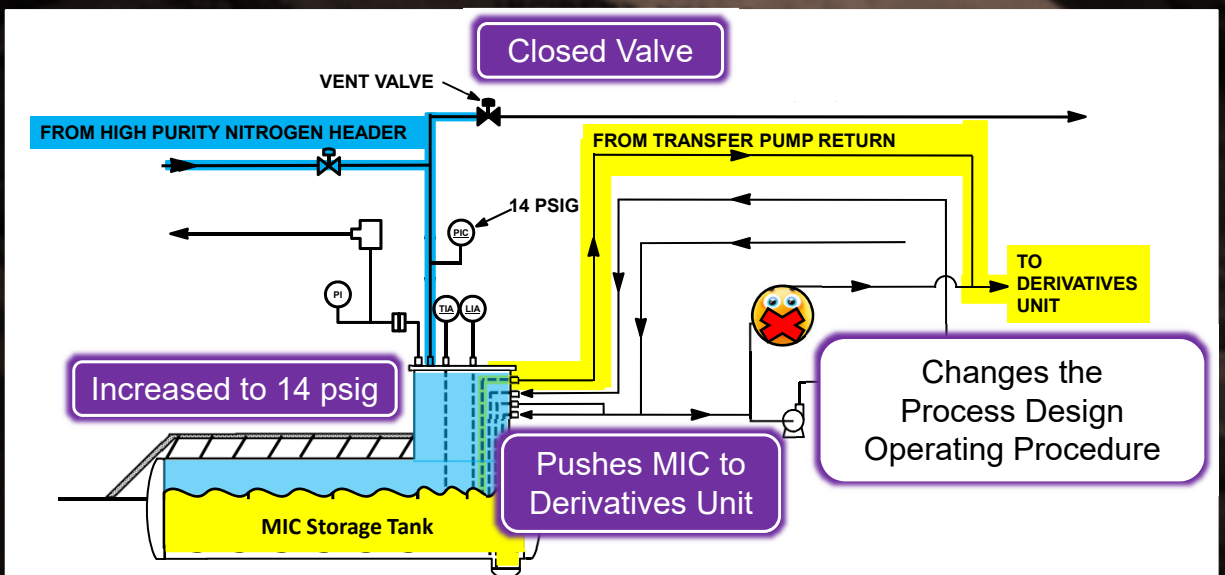 Closed Valve
VENT VALVE
FROM HIGH PURITY NITROGEN HEADER
FROM TRANSFER PUMP RETURN
14 PSIG
PIC
TO
DERIVATIVES
UNIT
PI
TIA
LIA
Increased to 14 psig
Changes the
Process Design
Operating Procedure
Pushes MIC to
Derivatives Unit
MIC Storage Tank